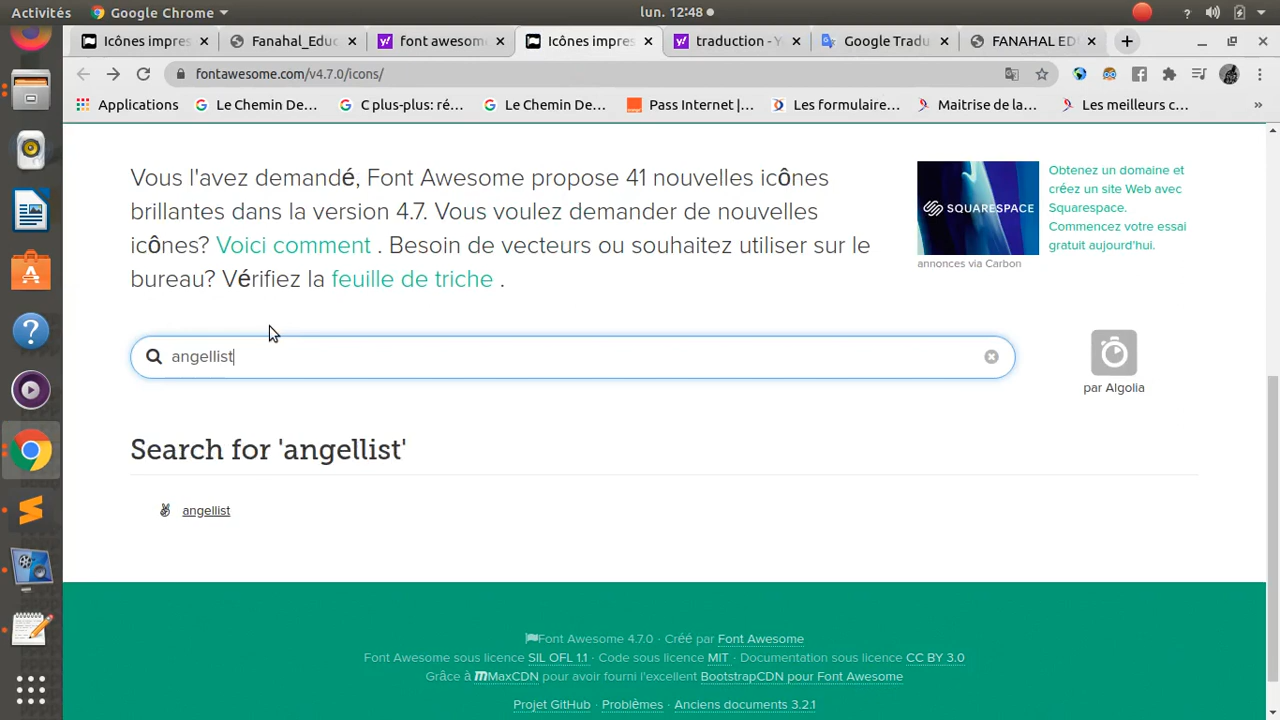 Activités
Google Chrome
lun. 12:48
Icônes impres
Fanahal_Educ
font awesom
Icônes impres
traduction - Y
Google Tradu
FANAHAL ED
fontawesome.com/v4.7.0/icons/
Applications
Le Chemin De...
C plus-plus: ré...
Le Chemin De...
Pass Internet |...
Les formulaire...
Maitrise de la...
Les meilleurs c...
»
Vous l'avez demandé, Font Awesome propose 41 nouvelles icônes
brillantes dans la version 4.7. Vous voulez demander de nouvelles
icônes? Voici comment . Besoin de vecteurs ou souhaitez utiliser sur le
bureau? Vérifiez la feuille de triche .
SQUARESPACE
Obtenez un domaine et
créez un site Web avec
Squarespace.
Commencez votre essai
gratuit aujourd'hui.
annonces via Carbon
angellist
par Algolia
Search for 'angellist'
angellist
Font Awesome 4.7.0 · Créé par Font Awesome
Font Awesome sous licence SIL OFL 1.1 · Code sous licence MIT · Documentation sous licence CC BY 3.0
Grâce à MaxCDN pour avoir fourni l'excellent BootstrapCDN pour Font Awesome
Projet GitHub · Problèmes · Anciens documents 3.2.1